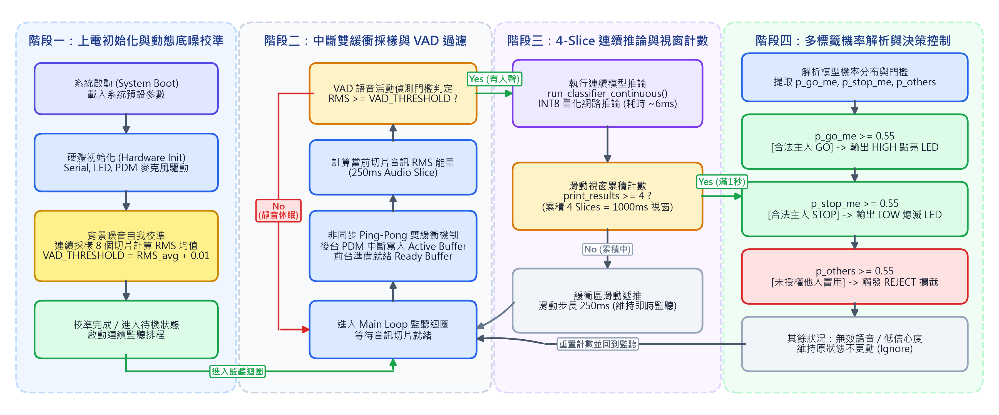 階段一：上電初始化與動態底噪校準
系統啟動 (System Boot)
載入系統預設參數
硬體初始化 (Hardware Init)
Serial, LED, PDM 麥克風驅動
背景噪音自我校準
連續採樣 8 個切片計算 RMS 均值
VAD_THRESHOLD = RMS_avg + 0.01
校準完成 / 進入待機狀態
啟動連續監聽排程
進入監聽迴圈
階段二：中斷雙緩衝採樣與 VAD 過濾
VAD 語音活動偵測門檻判定
RMS >= VAD_THRESHOLD ?
Yes (有人聲)
計算當前切片音訊 RMS 能量
(250ms Audio Slice)
No
(靜音休眠)
非同步 Ping-Pong 雙緩衝機制
後台 PDM 中斷寫入 Active Buffer
前台準備就緒 Ready Buffer
進入 Main Loop 監聽迴圈
等待音訊切片就緒
階段三：4-Slice 連續推論與視窗計數
執行連續模型推論
run_classifier_continuous()
INT8 量化網路推論 (耗時 ~6ms)
滑動視窗累積計數
print_results >= 4 ?
(累積 4 Slices = 1000ms 視窗)
Yes (滿1秒)
No (累積中)
緩衝區滑動遞推
滑動步長 250ms (維持即時監聽)
重置計數並回到監聽
階段四：多標籤機率解析與決策控制
解析模型機率分布與門檻
提取 p_go_me, p_stop_me, p_others
p_go_me >= 0.55
[合法主人 GO] -> 輸出 HIGH 點亮 LED
p_stop_me >= 0.55
[合法主人 STOP] -> 輸出 LOW 熄滅 LED
p_others >= 0.55
[未授權他人冒用] -> 觸發 REJECT 攔截
其餘狀況：無效語音 / 低信心度
維持原狀態不更動 (Ignore)